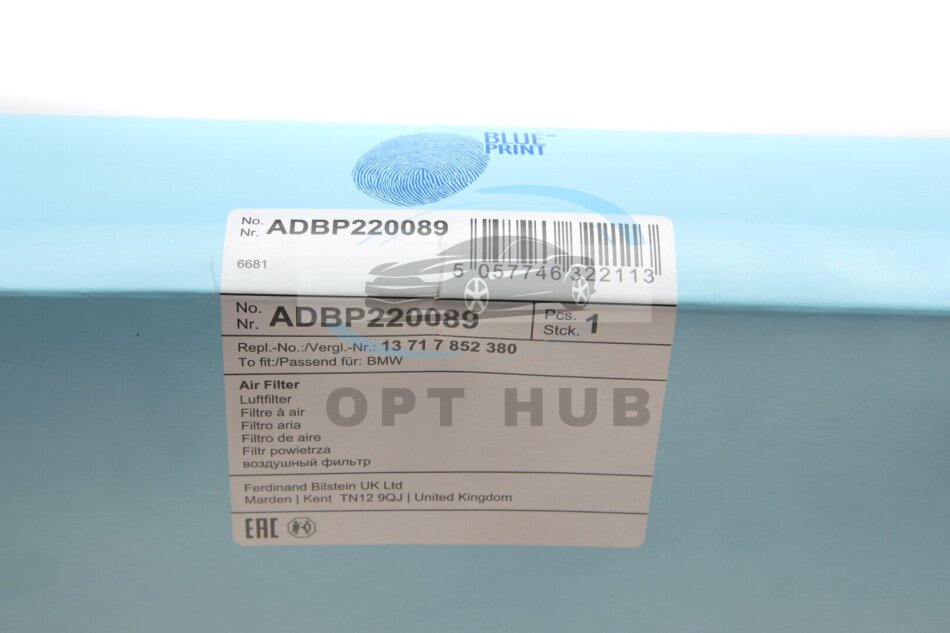 BLUE
PRINT
No.
Nr. ADBP220089
6681
5 057746 322113
No.
Nr. ADBP220089
Pcs.
Stck. 1
Repl.-No.:/Vergl.-Nr.: 13 71 7 852 380
To fit:/Passend für: BMW
Air Filter
Luftfilter
Filtre à air
Filtro aria
Filtro de aire
Filtr powietrza
воздушный фильтр
OPT HUB
Ferdinand Bilstein UK Ltd
Marden | Kent TN12 9QJ | United Kingdom
EAC